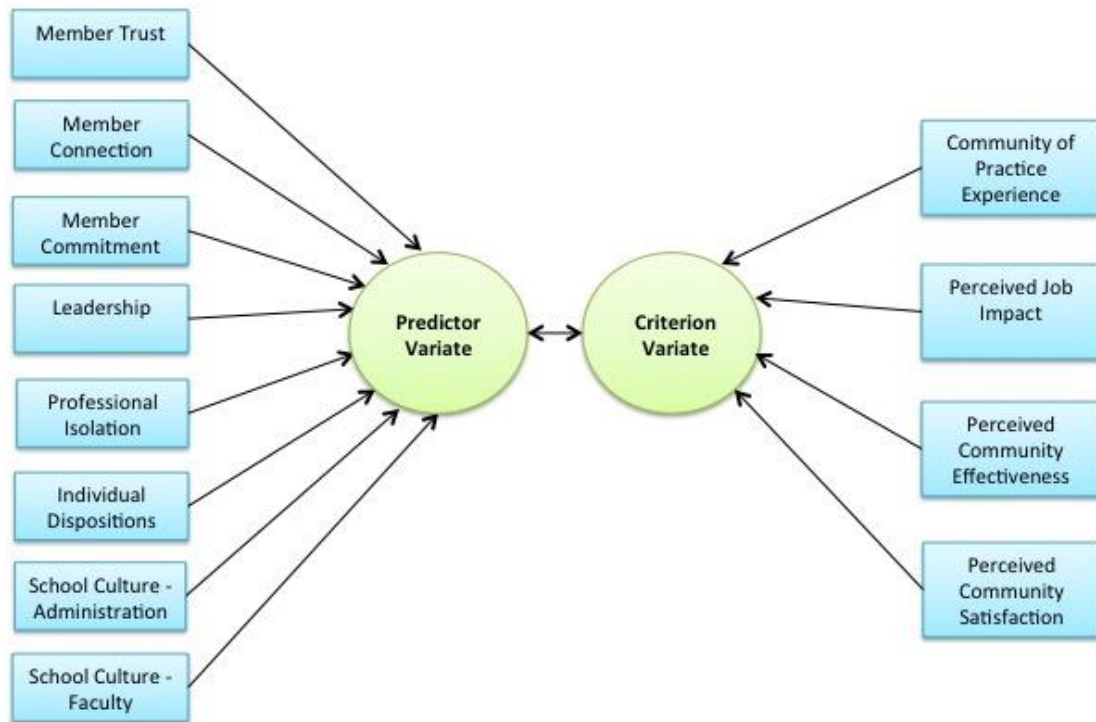 Member Trust
Member
Connection
Member
Commitment
Leadership
Professional
Isolation
Individual
Dispositions
School Culture -
Administration
School Culture -
Faculty
Predictor
Variate
Criterion
Variate
Community of
Practice
Experience
Perceived Job
Impact
Perceived
Community
Effectiveness
Perceived
Community
Satisfaction